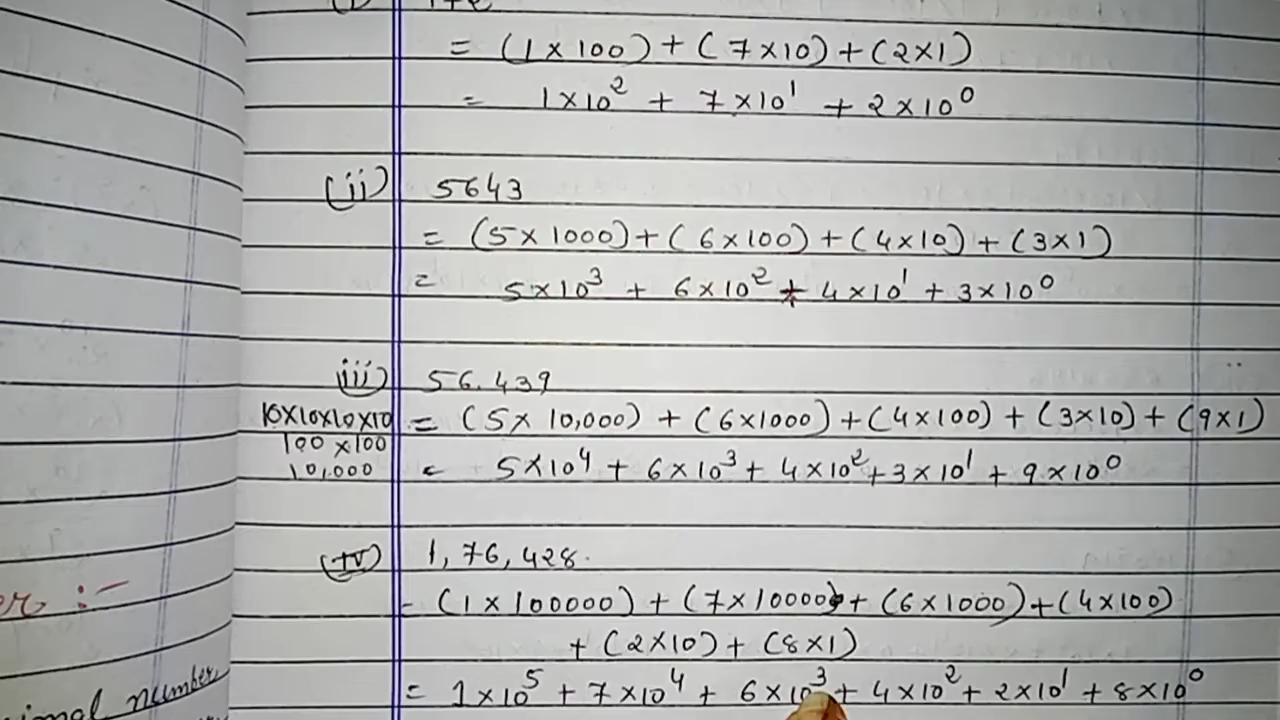 = (1 × 100) + (7 × 10) + (2 × 1)
= 1 × 10² + 7 × 10¹ + 2 × 10⁰
(ii) 5643
= (5 × 1000) + (6 × 100) + (4 × 10) + (3 × 1)
= 5 × 10³ + 6 × 10² + 4 × 10¹ + 3 × 10⁰
(iii) 56.439
10×10×10×10 = (5 × 10,000) + (6 × 1000) + (4 × 100) + (3 × 10) + (9 × 1)
100 × 100
10,000 = 5 × 10⁴ + 6 × 10³ + 4 × 10² + 3 × 10¹ + 9 × 10⁰
(iv) 1,76,428.
= (1 × 100000) + (7 × 10000) + (6 × 1000) + (4 × 100)
+ (2 × 10) + (8 × 1)
= 1 × 10⁵ + 7 × 10⁴ + 6 × 10³ + 4 × 10² + 2 × 10¹ + 8 × 10⁰
number